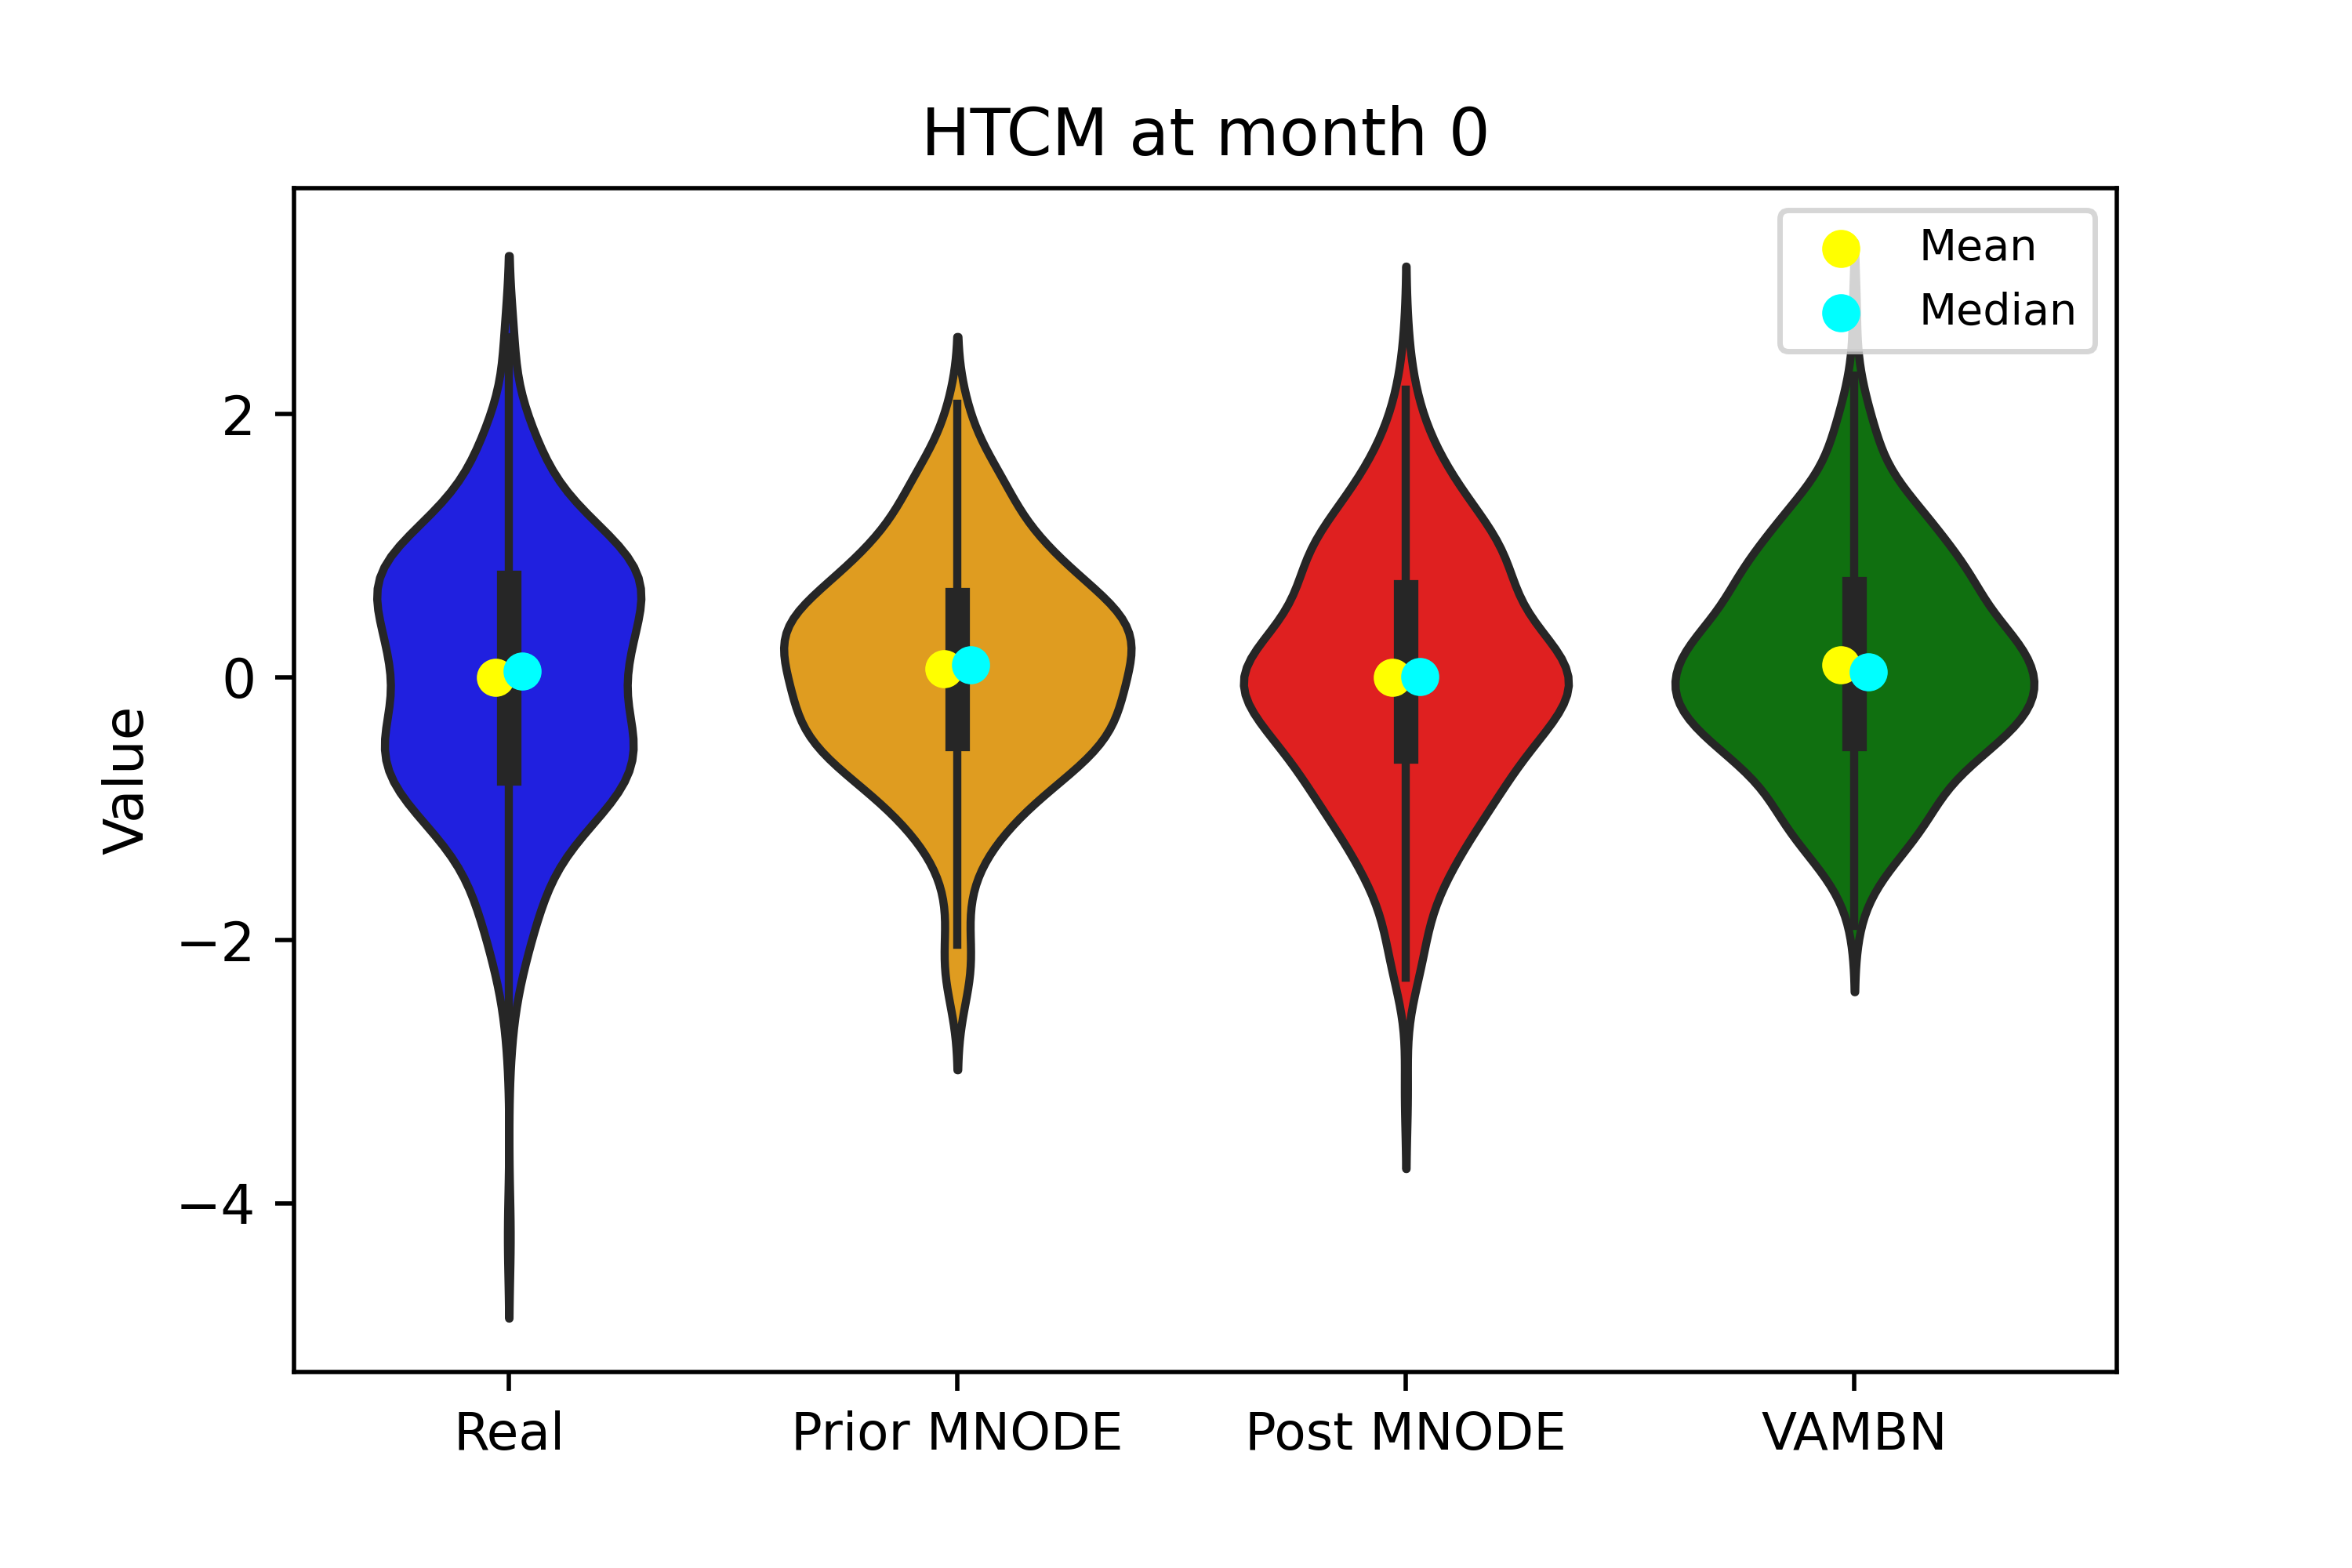 HTCM at month 0
Mean
Median
Value
2
0
−2
−4
Real
Prior MNODE
Post MNODE
VAMBN